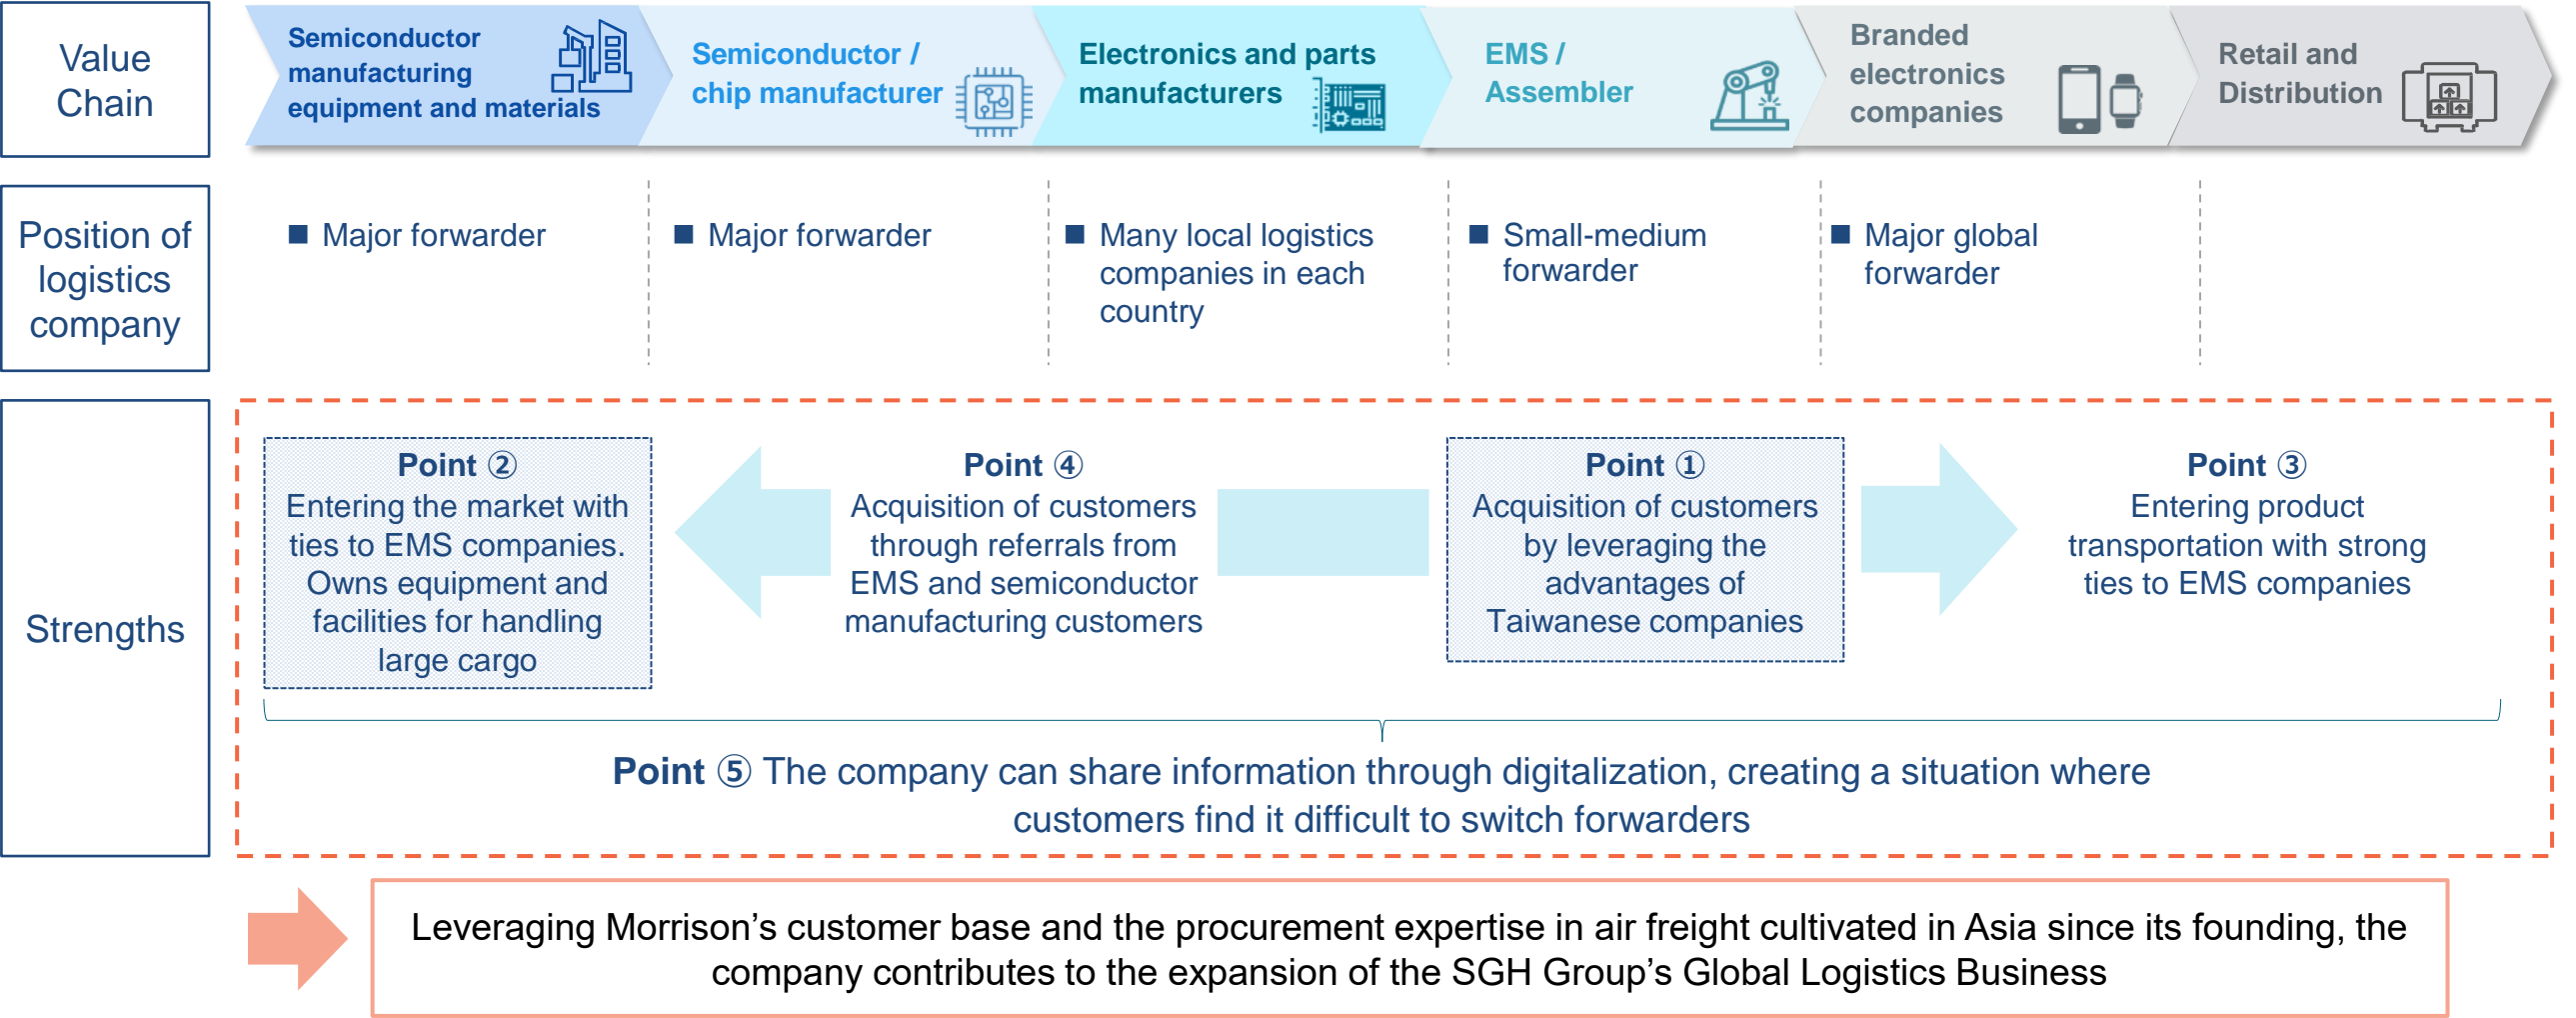 Value
Chain
Semiconductor
manufacturing
equipment and materials
Semiconductor /
chip manufacturer
Electronics and parts
manufacturers
EMS /
Assembler
Branded
electronics
companies
Retail and
Distribution
Position of
logistics
company
■ Major forwarder
■ Major forwarder
■ Many local logistics
companies in each
country
■ Small-medium
forwarder
■ Major global
forwarder
Strengths
Point ②
Entering the market with
ties to EMS companies.
Owns equipment and
facilities for handling
large cargo
Point ④
Acquisition of customers
through referrals from
EMS and semiconductor
manufacturing customers
Point ①
Acquisition of customers
by leveraging the
advantages of
Taiwanese companies
Point ③
Entering product
transportation with strong
ties to EMS companies
Point ⑤ The company can share information through digitalization, creating a situation where
customers find it difficult to switch forwarders
Leveraging Morrison’s customer base and the procurement expertise in air freight cultivated in Asia since its founding, the
company contributes to the expansion of the SGH Group’s Global Logistics Business